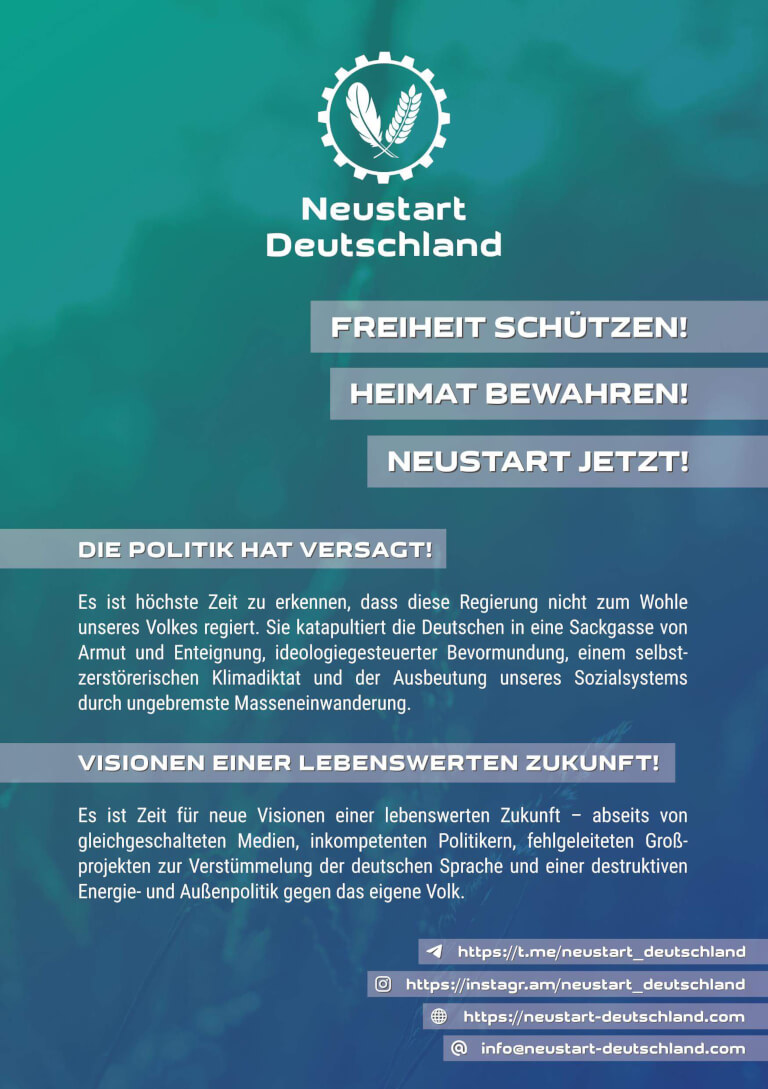 Neustart
Deutschland
FREIHEIT SCHÜTZEN!
HEIMAT BEWAHREN!
NEUSTART JETZT!
DIE POLITIK HAT VERSAGT!
Es ist höchste Zeit zu erkennen, dass diese Regierung nicht zum Wohle
unseres Volkes regiert. Sie katapultiert die Deutschen in eine Sackgasse von
Armut und Enteignung, ideologiegesteuerter Bevormundung, einem selbst-
zerstörerischen Klimadiktat und der Ausbeutung unseres Sozialsystems
durch ungebremste Masseneinwanderung.
VISIONEN EINER LEBENSWERTEN ZUKUNFT!
Es ist Zeit für neue Visionen einer lebenswerten Zukunft – abseits von
gleichgeschalteten Medien, inkompetenten Politikern, fehlgeleiteten Groß-
projekten zur Verstümmelung der deutschen Sprache und einer destruktiven
Energie- und Außenpolitik gegen das eigene Volk.
https://t.me/neustart_deutschland
https://instagr.am/neustart_deutschland
https://neustart-deutschland.com
info@neustart-deutschland.com